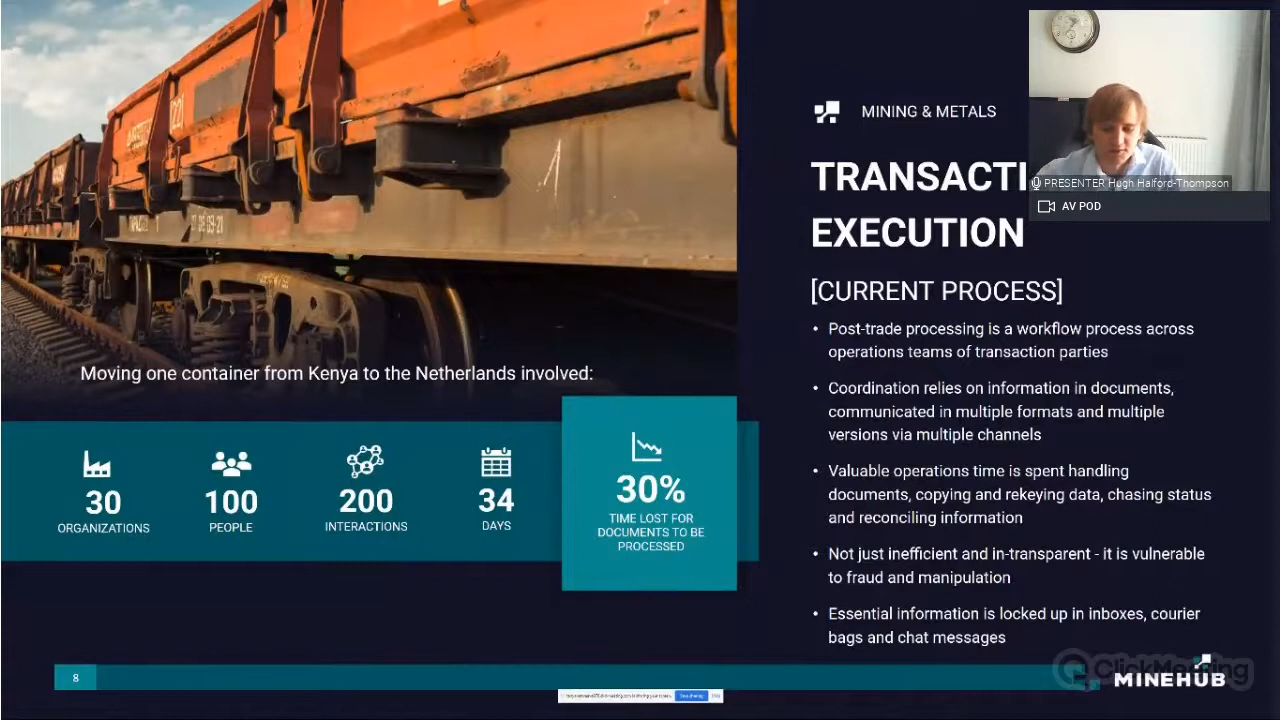 MINING & METALS
TRANSACTI
EXECUTION
[CURRENT PROCESS]
• Post-trade processing is a workflow process across
operations teams of transaction parties
• Coordination relies on information in documents,
communicated in multiple formats and multiple
versions via multiple channels
• Valuable operations time is spent handling
documents, copying and rekeying data, chasing status
and reconciling information
• Not just inefficient and in-transparent - it is vulnerable
to fraud and manipulation
• Essential information is locked up in inboxes, courier
bags and chat messages
PRESENTER Hugh Halford-Thompson
AV POD
Moving one container from Kenya to the Netherlands involved:
30
ORGANIZATIONS
100
PEOPLE
200
INTERACTIONS
34
DAYS
30%
TIME LOST FOR
DOCUMENTS TO BE
PROCESSED
8
ClickMeeting
MINEHUB